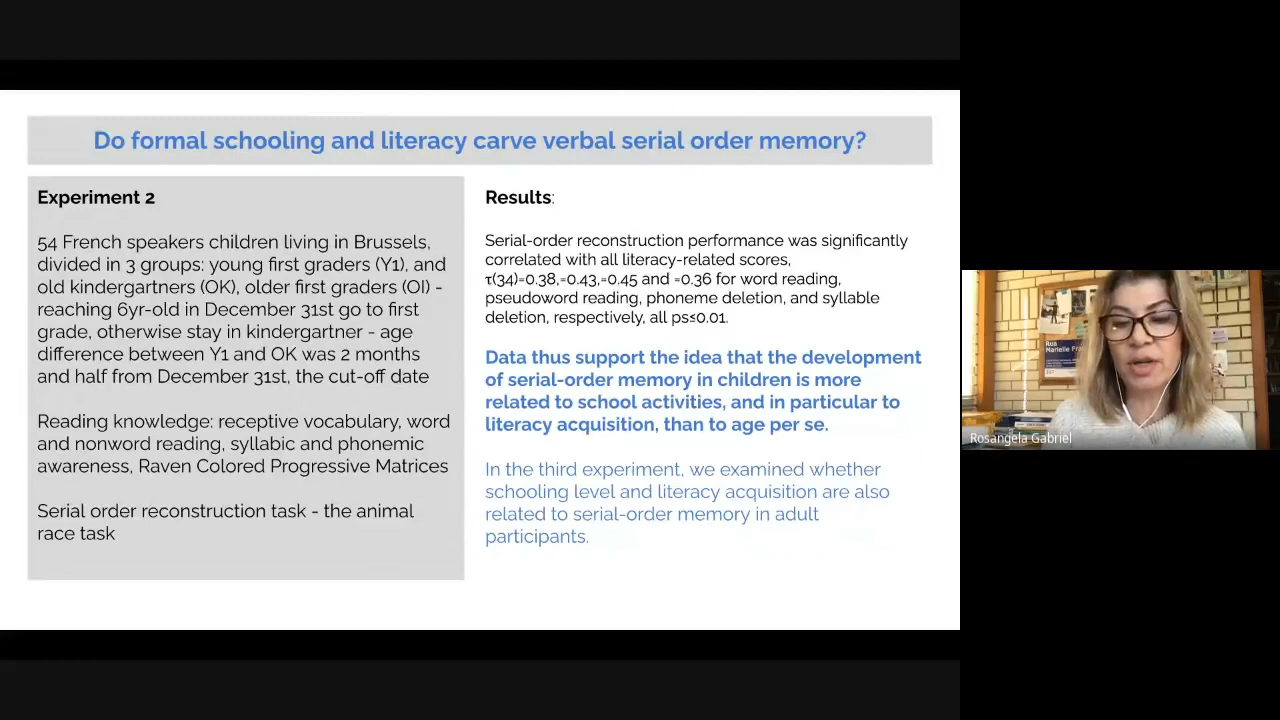 Do formal schooling and literacy carve verbal serial order memory?
Experiment 2
54 French speakers children living in Brussels,
divided in 3 groups: young first graders (Y1), and
old kindergartners (OK), older first graders (OI) -
reaching 6yr-old in December 31st go to first
grade, otherwise stay in kindergartner - age
difference between Y1 and OK was 2 months
and half from December 31st, the cut-off date
Reading knowledge: receptive vocabulary, word
and nonword reading, syllabic and phonemic
awareness, Raven Colored Progressive Matrices
Serial order reconstruction task - the animal
race task
Results:
Serial-order reconstruction performance was significantly
correlated with all literacy-related scores,
τ(34)=0.38,=0.43,=0.45 and =0.36 for word reading,
pseudoword reading, phoneme deletion, and syllable
deletion, respectively, all ps≤0.01.
Data thus support the idea that the development
of serial-order memory in children is more
related to school activities, and in particular to
literacy acquisition, than to age per se.
In the third experiment, we examined whether
schooling level and literacy acquisition are also
related to serial-order memory in adult
participants.
Rua
Marielle
Rosangela Gabriel